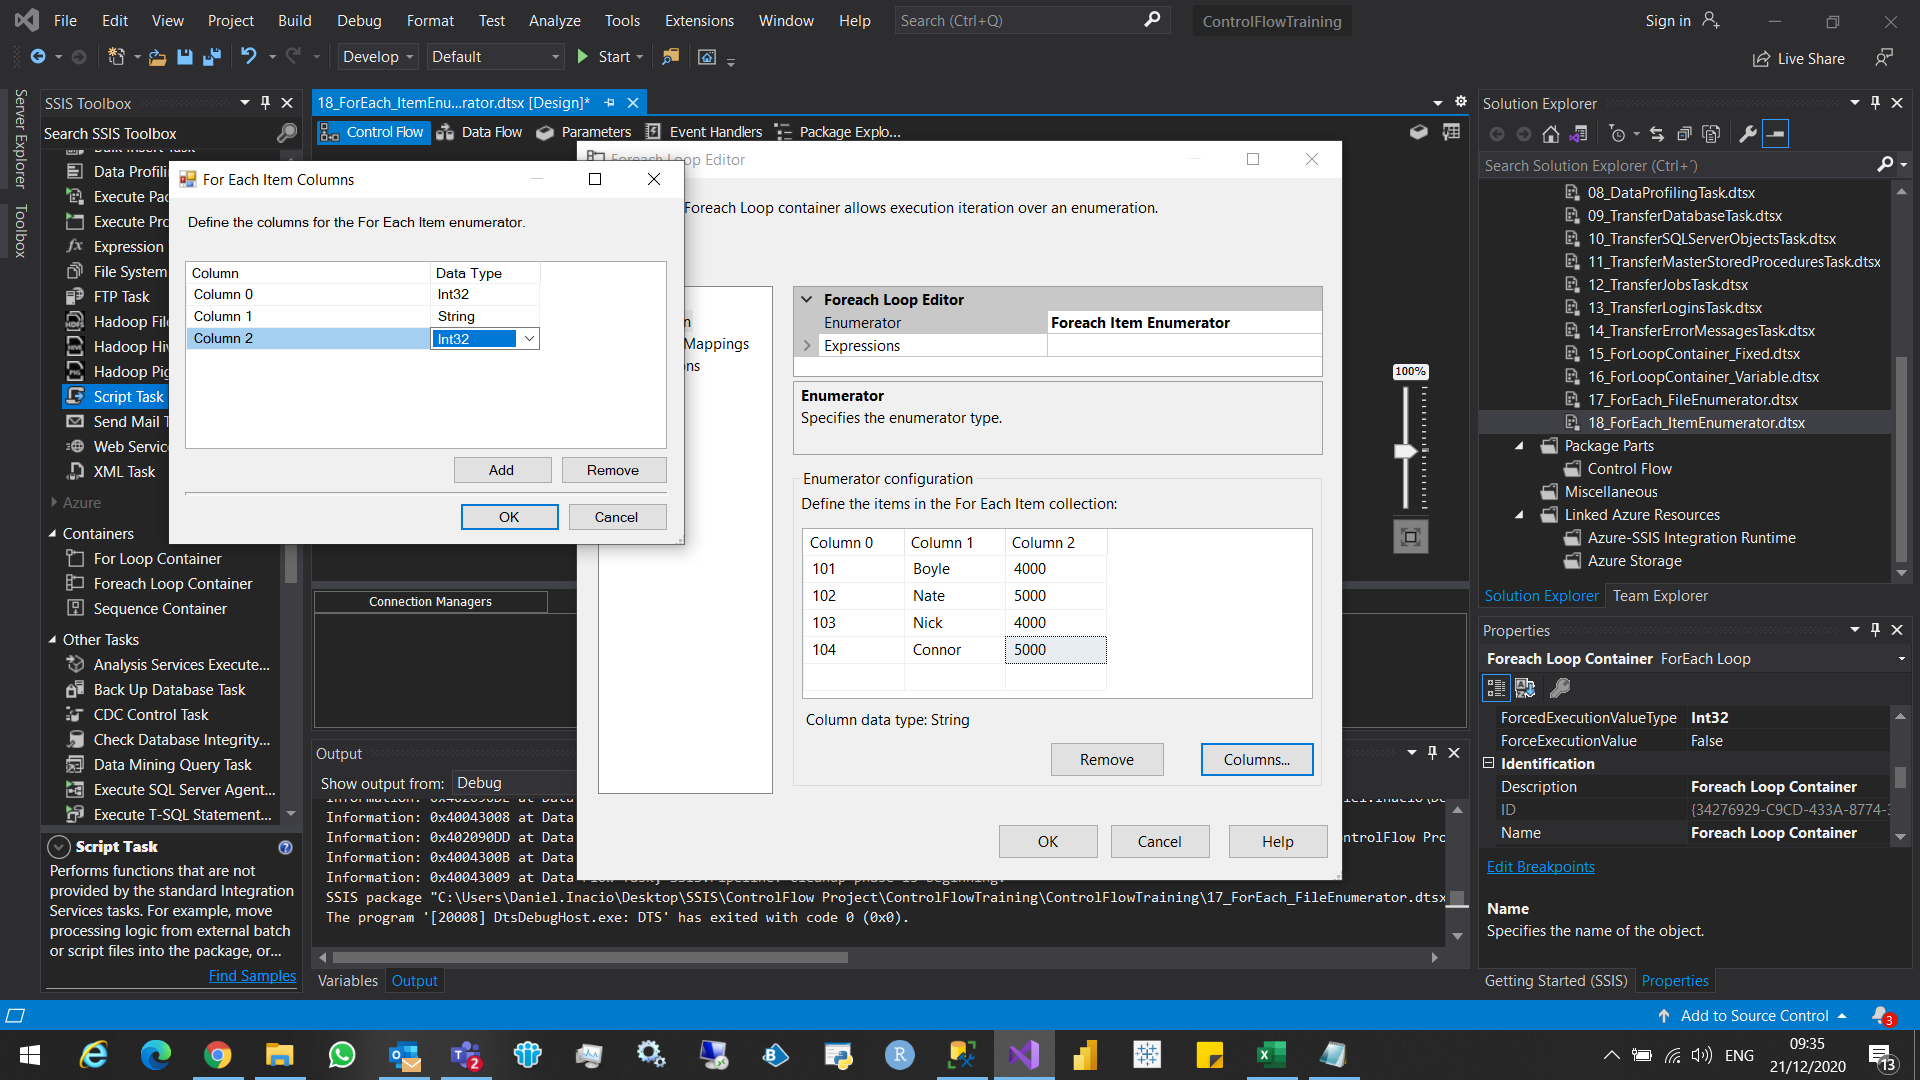 File Edit View Project Build Debug Format Test Analyze Tools Extensions Window Help
Search (Ctrl+Q)
ControlFlowTraining
Sign in
Develop
Default
Start
Live Share
Server Explorer
Toolbox
SSIS Toolbox
Search SSIS Toolbox
Bulk Insert Task
Data Profili
Execute Pac
Execute Pro
Expression
File System
FTP Task
Hadoop File
Hadoop Hiv
Hadoop Pig
Script Task
Send Mail T
Web Servic
XML Task
Azure
Containers
For Loop Container
Foreach Loop Container
Sequence Container
Other Tasks
Analysis Services Execute...
Back Up Database Task
CDC Control Task
Check Database Integrity...
Data Mining Query Task
Execute SQL Server Agent...
Execute T-SQL Statement...
Script Task
Performs functions that are not
provided by the standard Integration
Services tasks. For example, move
processing logic from external batch
or script files into the package, or...
Find Samples
18_ForEach_ItemEnu...rator.dtsx [Design]*
Control Flow
Data Flow
Parameters
Event Handlers
Package Explo...
For Each Item Columns
Define the columns for the For Each Item enumerator.
Column Data Type
Column 0 Int32
Column 1 String
Column 2 Int32
Add
Remove
OK
Cancel
Foreach Loop Editor
Foreach Loop container allows execution iteration over an enumeration.
n
Mappings
ns
Foreach Loop Editor
Enumerator Foreach Item Enumerator
Expressions
Enumerator
Specifies the enumerator type.
Enumerator configuration
Define the items in the For Each Item collection:
Column 0 Column 1 Column 2
101 Boyle 4000
102 Nate 5000
103 Nick 4000
104 Connor 5000
Column data type: String
Remove
Columns...
OK
Cancel
Help
100%
Connection Managers
Output
Show output from: Debug
Information: 0x40043008 at Data
Information: 0x402090DD at Data
ControlFlow Pro
Information: 0x4004300B at Data
Information: 0x40043009 at Data
SSIS package "C:\Users\Daniel.Inacio\Desktop\SSIS\ControlFlow Project\ControlFlowTraining\ControlFlowTraining\17_ForEach_FileEnumerator.dtsx
The program '[20008] DtsDebugHost.exe: DTS' has exited with code 0 (0x0).
Variables
Output
Solution Explorer
Search Solution Explorer (Ctrl+´)
08_DataProfilingTask.dtsx
09_TransferDatabaseTask.dtsx
10_TransferSQLServerObjectsTask.dtsx
11_TransferMasterStoredProceduresTask.dtsx
12_TransferJobsTask.dtsx
13_TransferLoginsTask.dtsx
14_TransferErrorMessagesTask.dtsx
15_ForLoopContainer_Fixed.dtsx
16_ForLoopContainer_Variable.dtsx
17_ForEach_FileEnumerator.dtsx
18_ForEach_ItemEnumerator.dtsx
Package Parts
Control Flow
Miscellaneous
Linked Azure Resources
Azure-SSIS Integration Runtime
Azure Storage
Solution Explorer
Team Explorer
Properties
Foreach Loop Container ForEach Loop
ForcedExecutionValueType Int32
ForceExecutionValue False
Identification
Description Foreach Loop Container
ID {34276929-C9CD-433A-8774-
Name Foreach Loop Container
Edit Breakpoints
Name
Specifies the name of the object.
Getting Started (SSIS)
Properties
Add to Source Control
3
2
ENG
09:35
21/12/2020
13